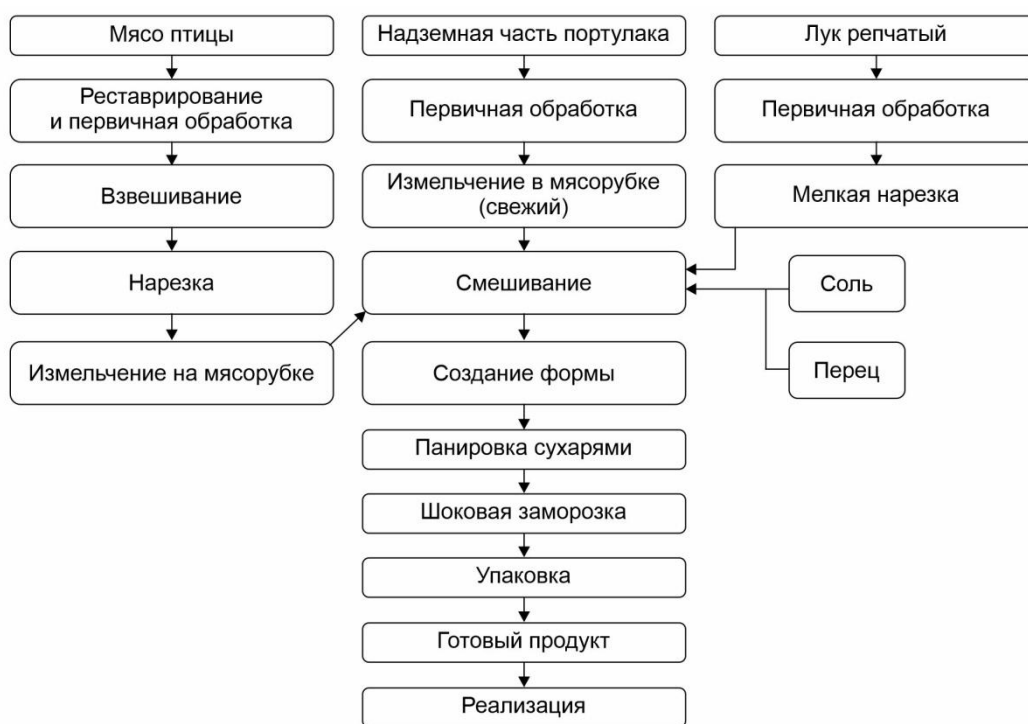 Мясо птицы
Надземная часть портулака
Лук репчатый
Реставрирование
и первичная обработка
Первичная обработка
Первичная обработка
Взвешивание
Измельчение в мясорубке
(свежий)
Мелкая нарезка
Нарезка
Смешивание
Соль
Измельчение на мясорубке
Создание формы
Перец
Панировка сухарями
Шоковая заморозка
Упаковка
Готовый продукт
Реализация